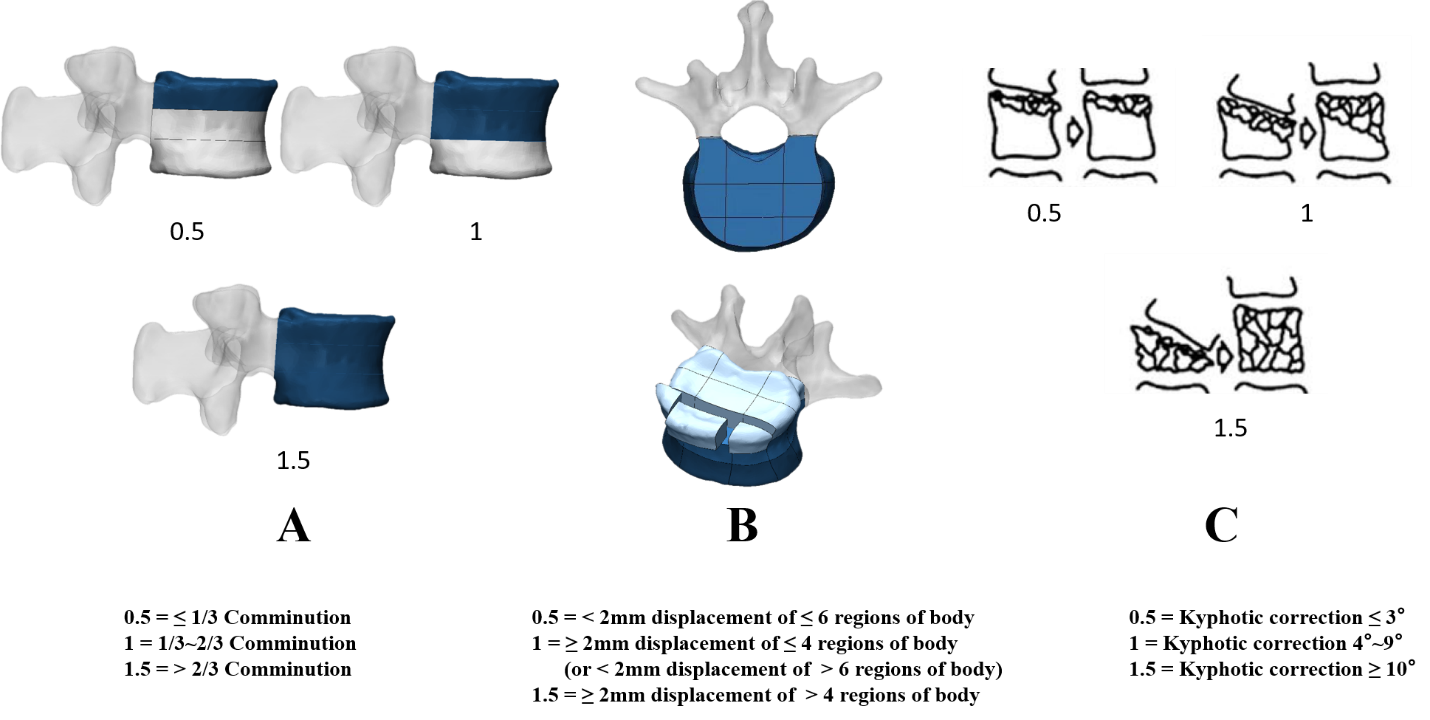 0.5
1
0.5
1
1.5
1.5
A
B
C
0.5 = ≤ 1/3 Comminution
1 = 1/3~2/3 Comminution
1.5 = > 2/3 Comminution
0.5 = < 2mm displacement of ≤ 6 regions of body
1 = ≥ 2mm displacement of ≤ 4 regions of body
(or < 2mm displacement of > 6 regions of body)
1.5 = ≥ 2mm displacement of > 4 regions of body
0.5 = Kyphotic correction ≤ 3°
1 = Kyphotic correction 4°~9°
1.5 = Kyphotic correction ≥ 10°